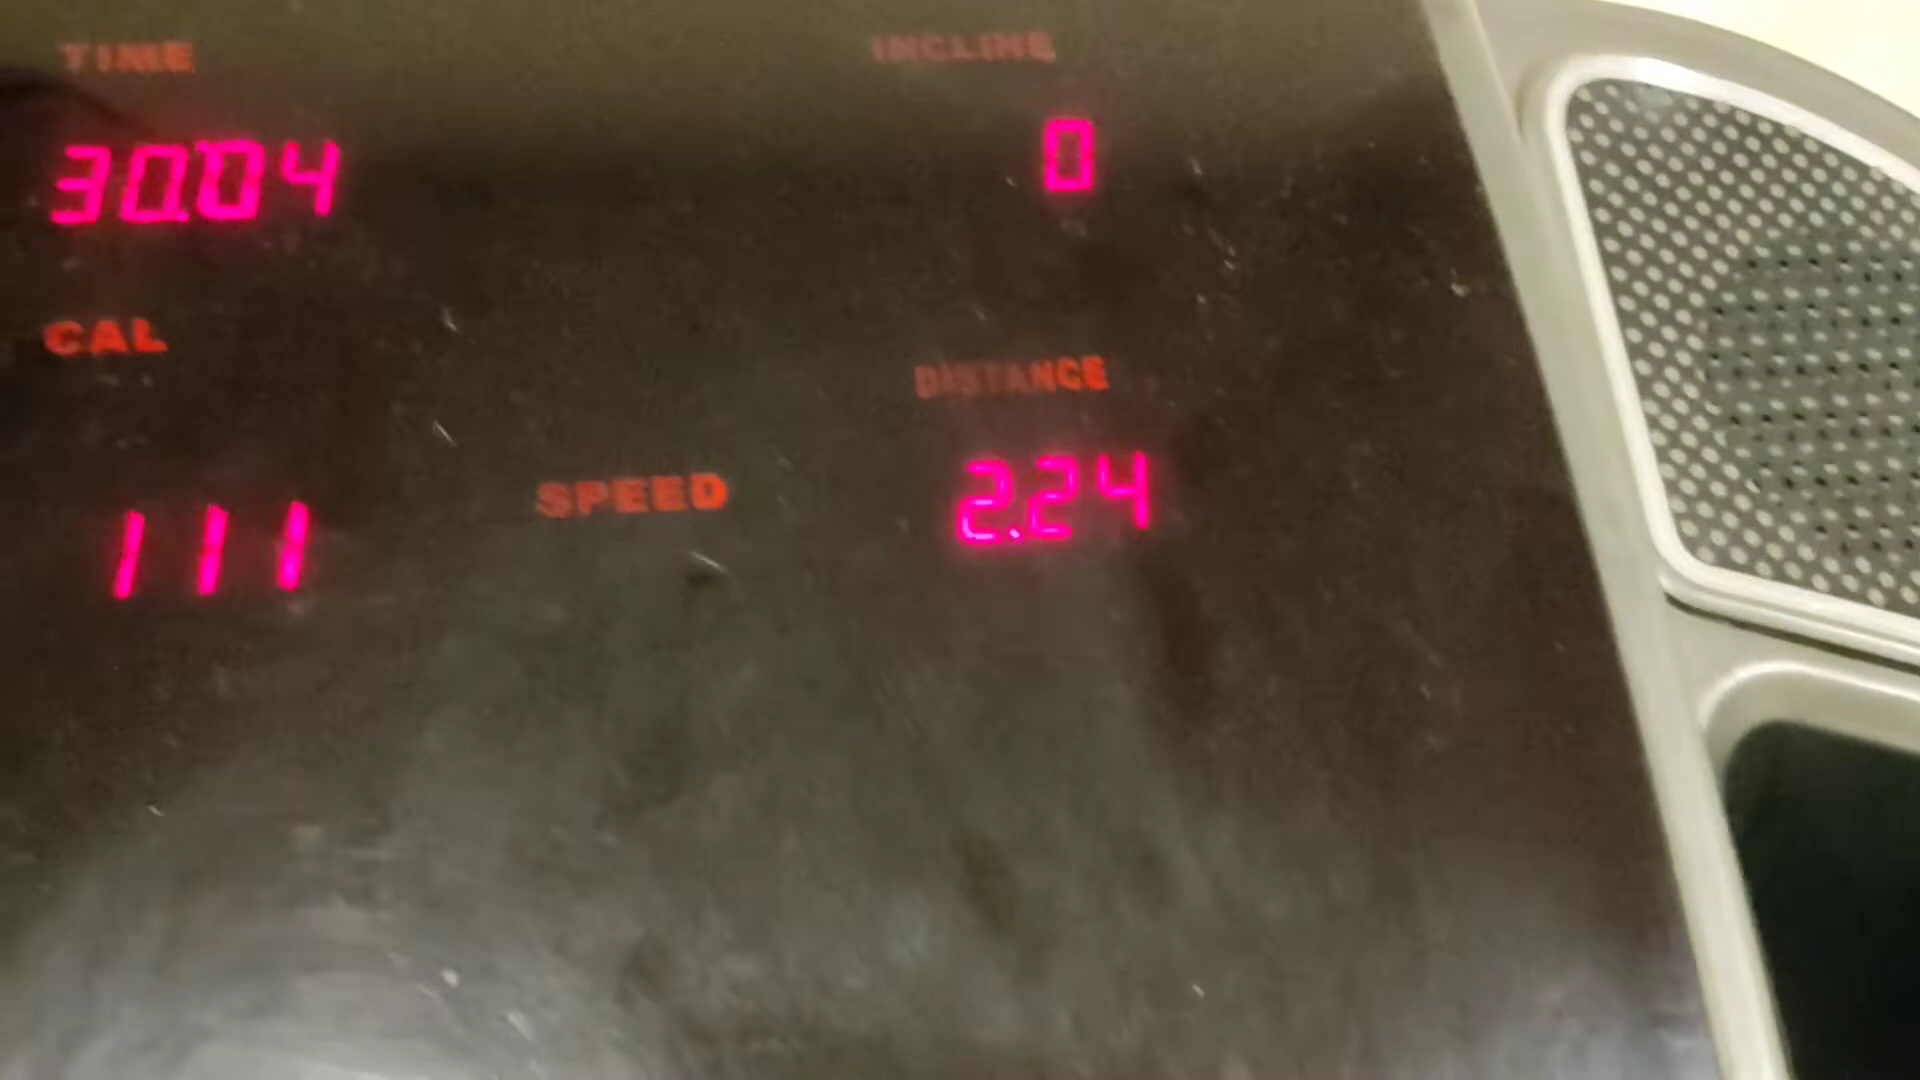 TIME
INCLINE
30:04
0
CAL
DISTANCE
SPEED
2.24
111